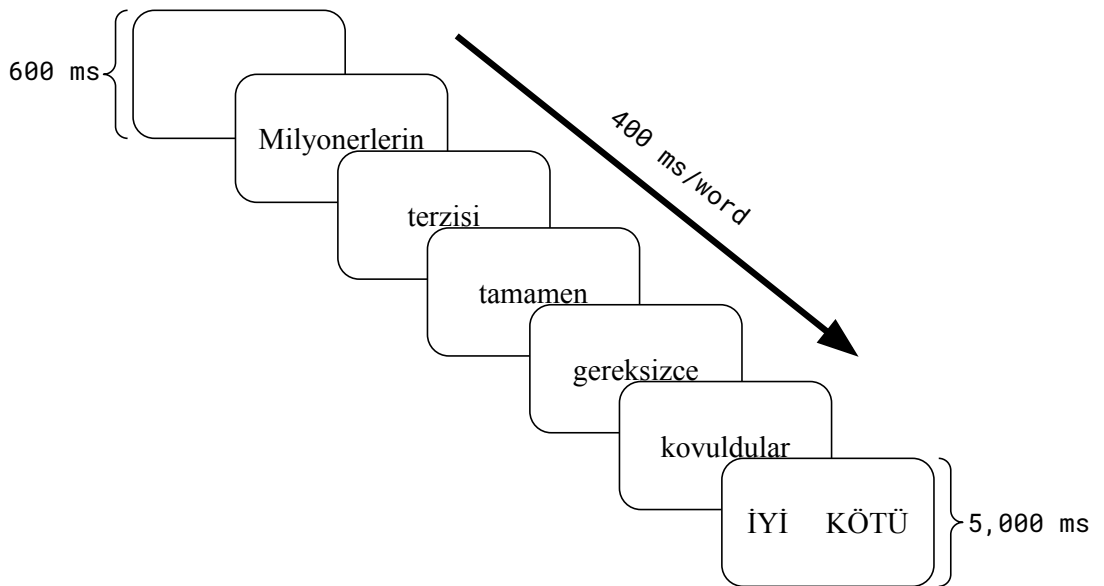 600 ms
Milyonerlerin
400 ms/word
terzisi
tamamen
gereksizce
kovuldular
İYİ KÖTÜ
5,000 ms